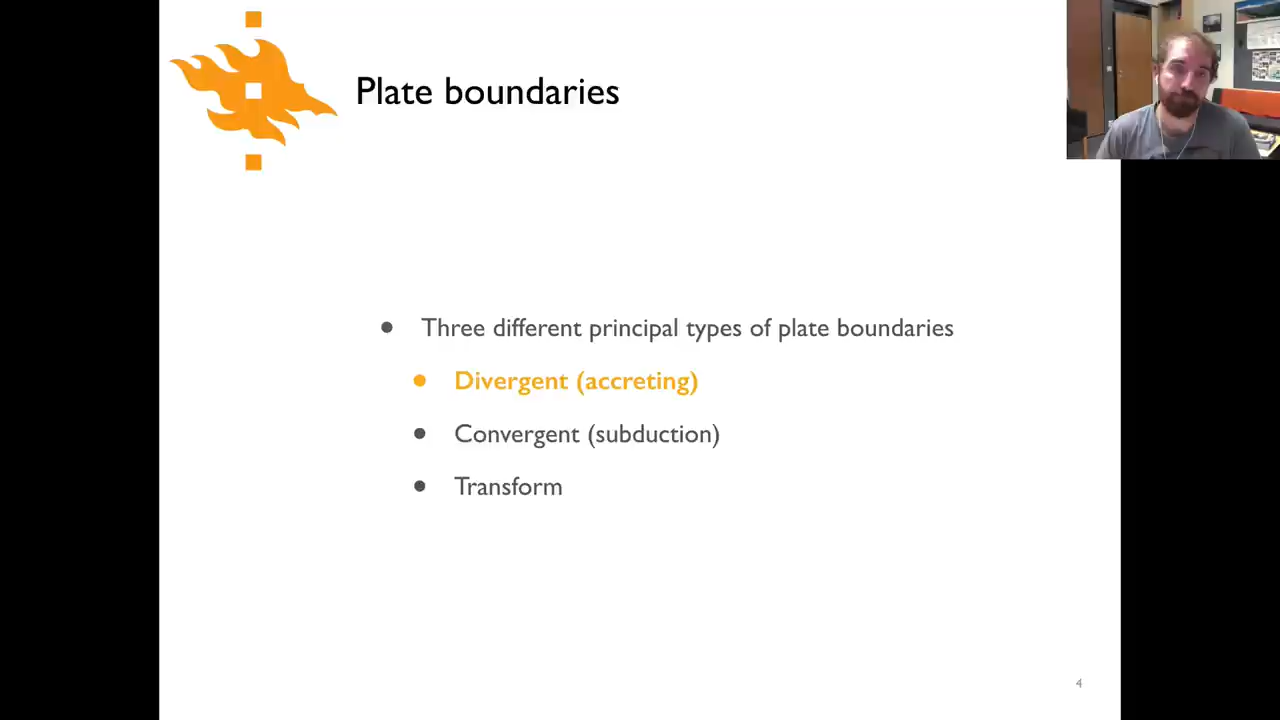 Plate boundaries
● Three different principal types of plate boundaries
● Divergent (accreting)
● Convergent (subduction)
● Transform
4